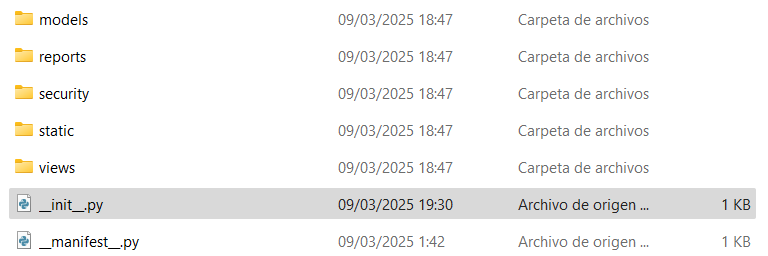 models 09/03/2025 18:47 Carpeta de archivos
reports 09/03/2025 18:47 Carpeta de archivos
security 09/03/2025 18:47 Carpeta de archivos
static 09/03/2025 18:47 Carpeta de archivos
views 09/03/2025 18:47 Carpeta de archivos
__init__.py 09/03/2025 19:30 Archivo de origen ... 1 KB
__manifest__.py 09/03/2025 1:42 Archivo de origen ... 1 KB